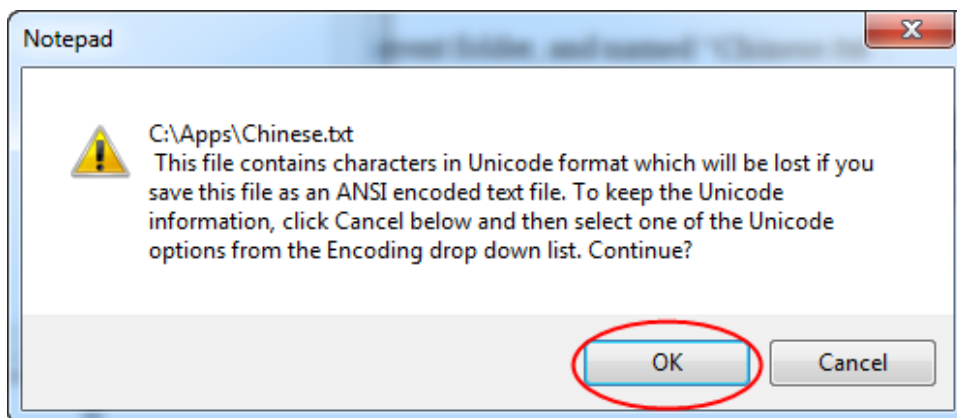 Notepad
C:\Apps\Chinese.txt
This file contains characters in Unicode format which will be lost if you
save this file as an ANSI encoded text file. To keep the Unicode
information, click Cancel below and then select one of the Unicode
options from the Encoding drop down list. Continue?
OK
Cancel